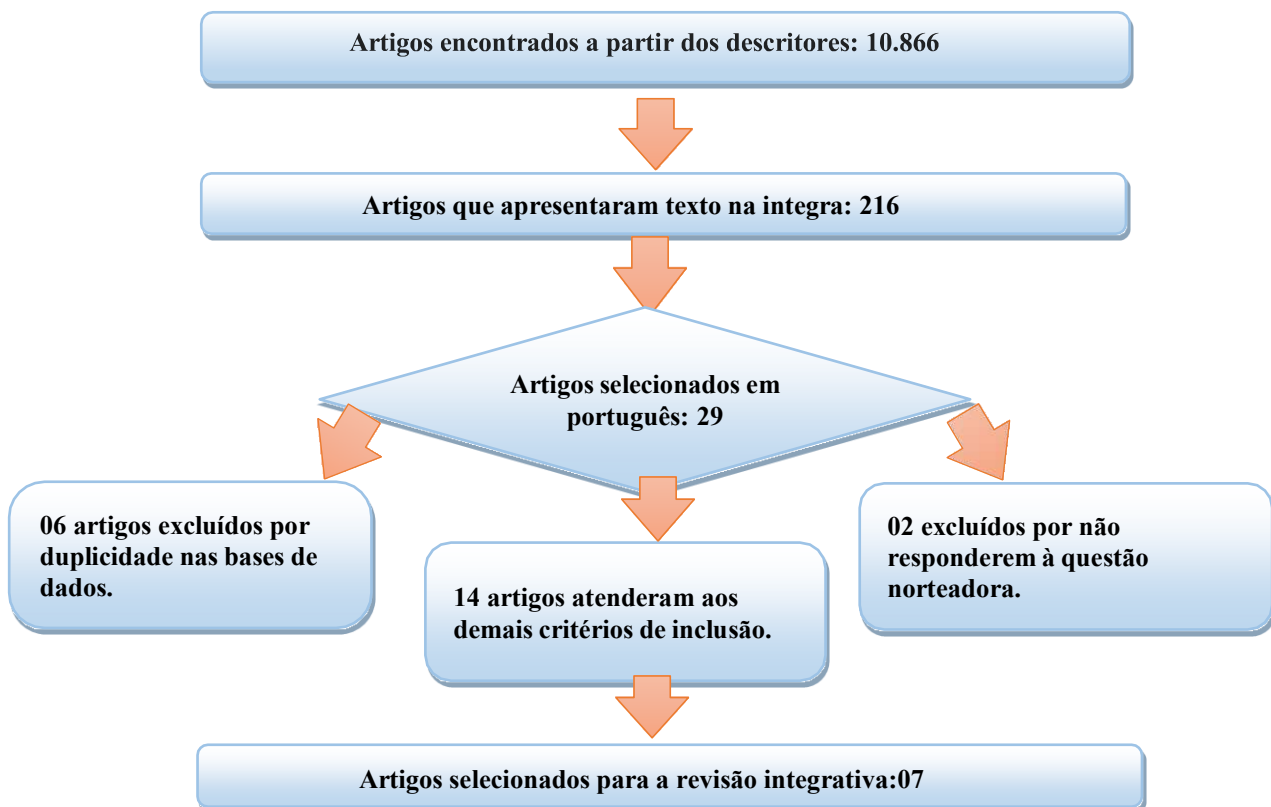 Artigos encontrados a partir dos descritores: 10.866
Artigos que apresentaram texto na integra: 216
Artigos selecionados em
português: 29
06 artigos excluídos por
duplicidade nas bases de
dados.
14 artigos atenderam aos
demais critérios de inclusão.
02 excluídos por não
responderem à questão
norteadora.
Artigos selecionados para a revisão integrativa:07